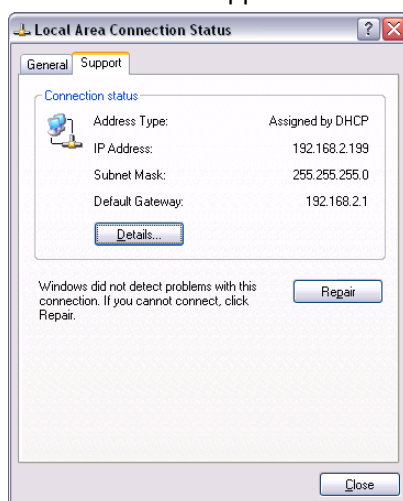 Local Area Connection Status
General Support
Connection status
Address Type: Assigned by DHCP
IP Address: 192.168.2.199
Subnet Mask: 255.255.255.0
Default Gateway: 192.168.2.1
Details...
Windows did not detect problems with this
connection. If you cannot connect, click
Repair.
Repair
Close